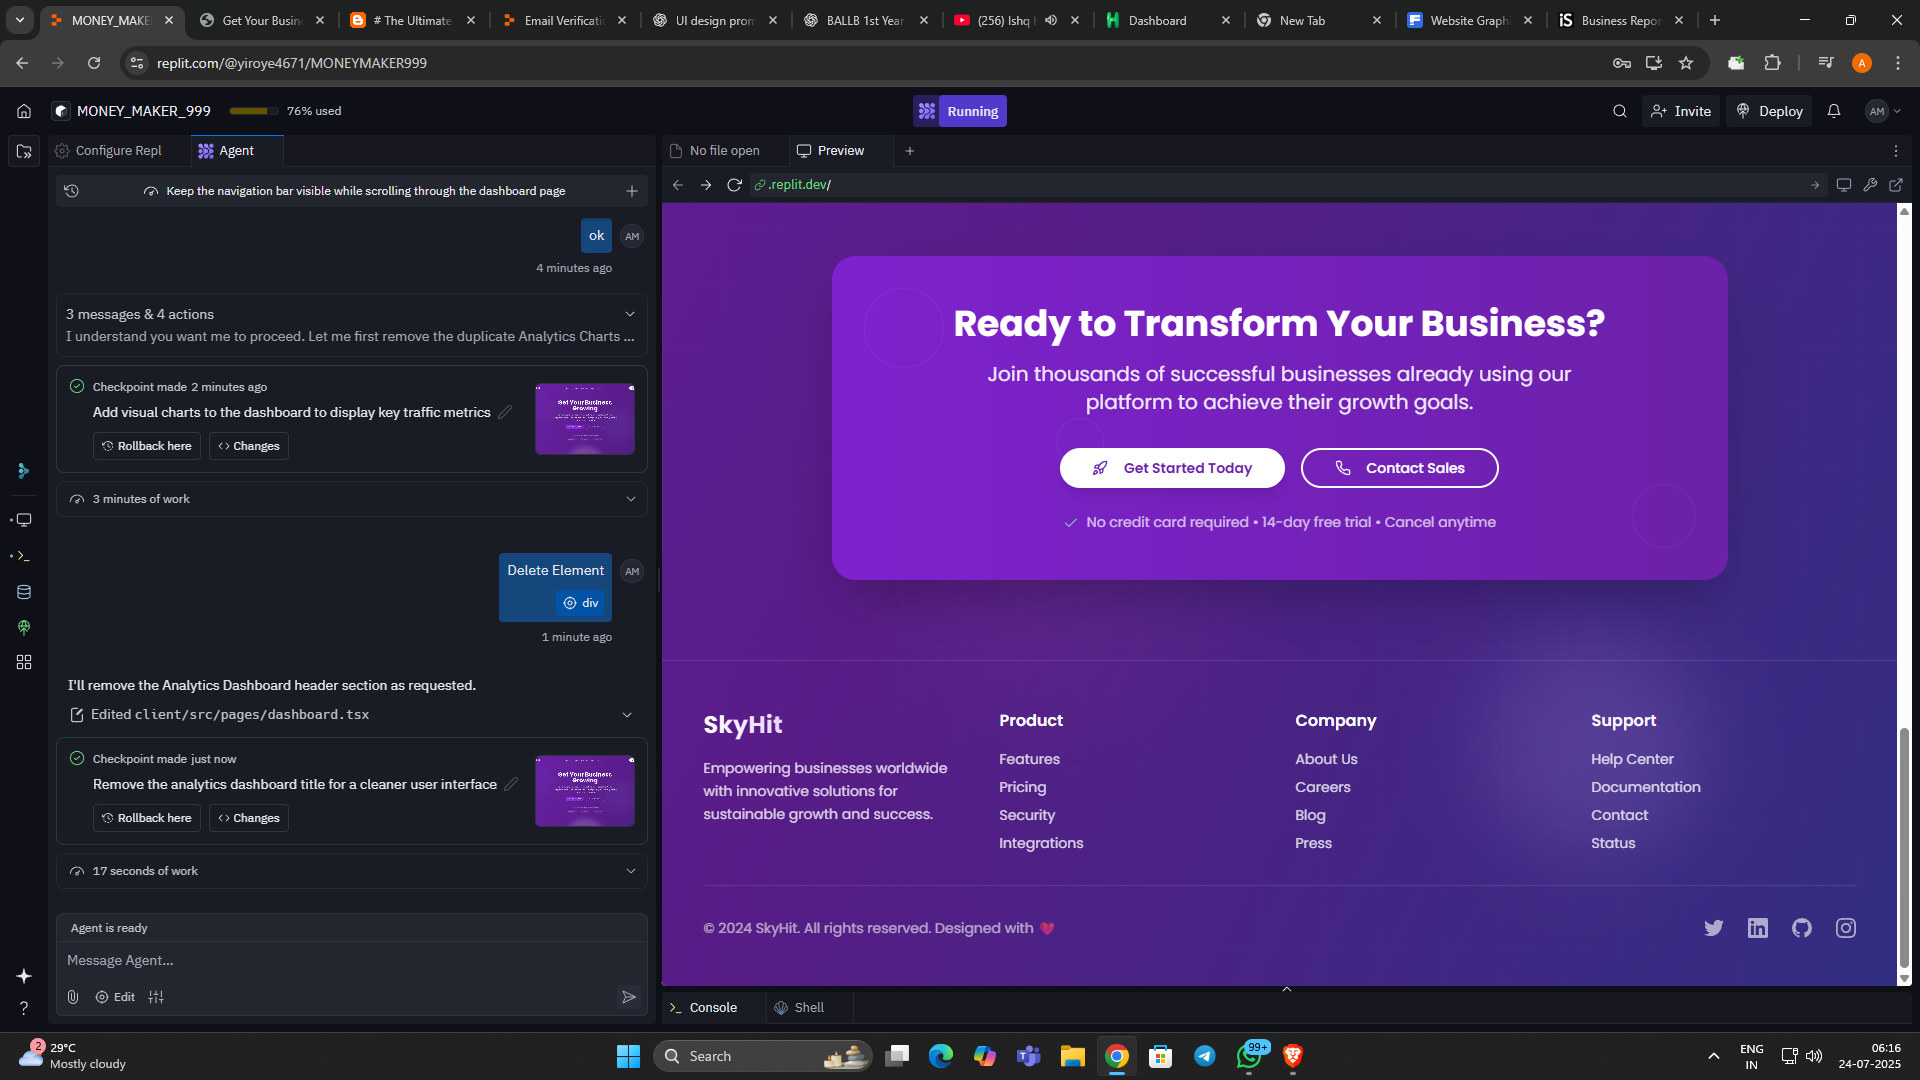 MONEY_MAKE
Get Your Busin
# The Ultimate
Email Verificati
UI design prom
BALLB 1st Year
(256) Ishq
Dashboard
New Tab
Website Graph
Business Repor
replit.com/@yiroye4671/MONEYMAKER999
A
MONEY_MAKER_999
76% used
Running
Invite
Deploy
AM
Configure Repl
Agent
No file open
Preview
Keep the navigation bar visible while scrolling through the dashboard page
.replit.dev/
ok
AM
4 minutes ago
3 messages & 4 actions
I understand you want me to proceed. Let me first remove the duplicate Analytics Charts ...
Checkpoint made 2 minutes ago
Add visual charts to the dashboard to display key traffic metrics
Rollback here
Changes
Get Your Business
Growing
3 minutes of work
Delete Element
AM
div
1 minute ago
I'll remove the Analytics Dashboard header section as requested.
Edited client/src/pages/dashboard.tsx
Checkpoint made just now
Remove the analytics dashboard title for a cleaner user interface
Rollback here
Changes
Get Your Business
Growing
17 seconds of work
Agent is ready
Message Agent...
Edit
Ready to Transform Your Business?
Join thousands of successful businesses already using our
platform to achieve their growth goals.
Get Started Today
Contact Sales
No credit card required • 14-day free trial • Cancel anytime
SkyHit
Empowering businesses worldwide
with innovative solutions for
sustainable growth and success.
Product
Features
Pricing
Security
Integrations
Company
About Us
Careers
Blog
Press
Support
Help Center
Documentation
Contact
Status
© 2024 SkyHit. All rights reserved. Designed with ❤️
Console
Shell
2
29°C
Mostly cloudy
Search
99+
ENG
IN
06:16
24-07-2025